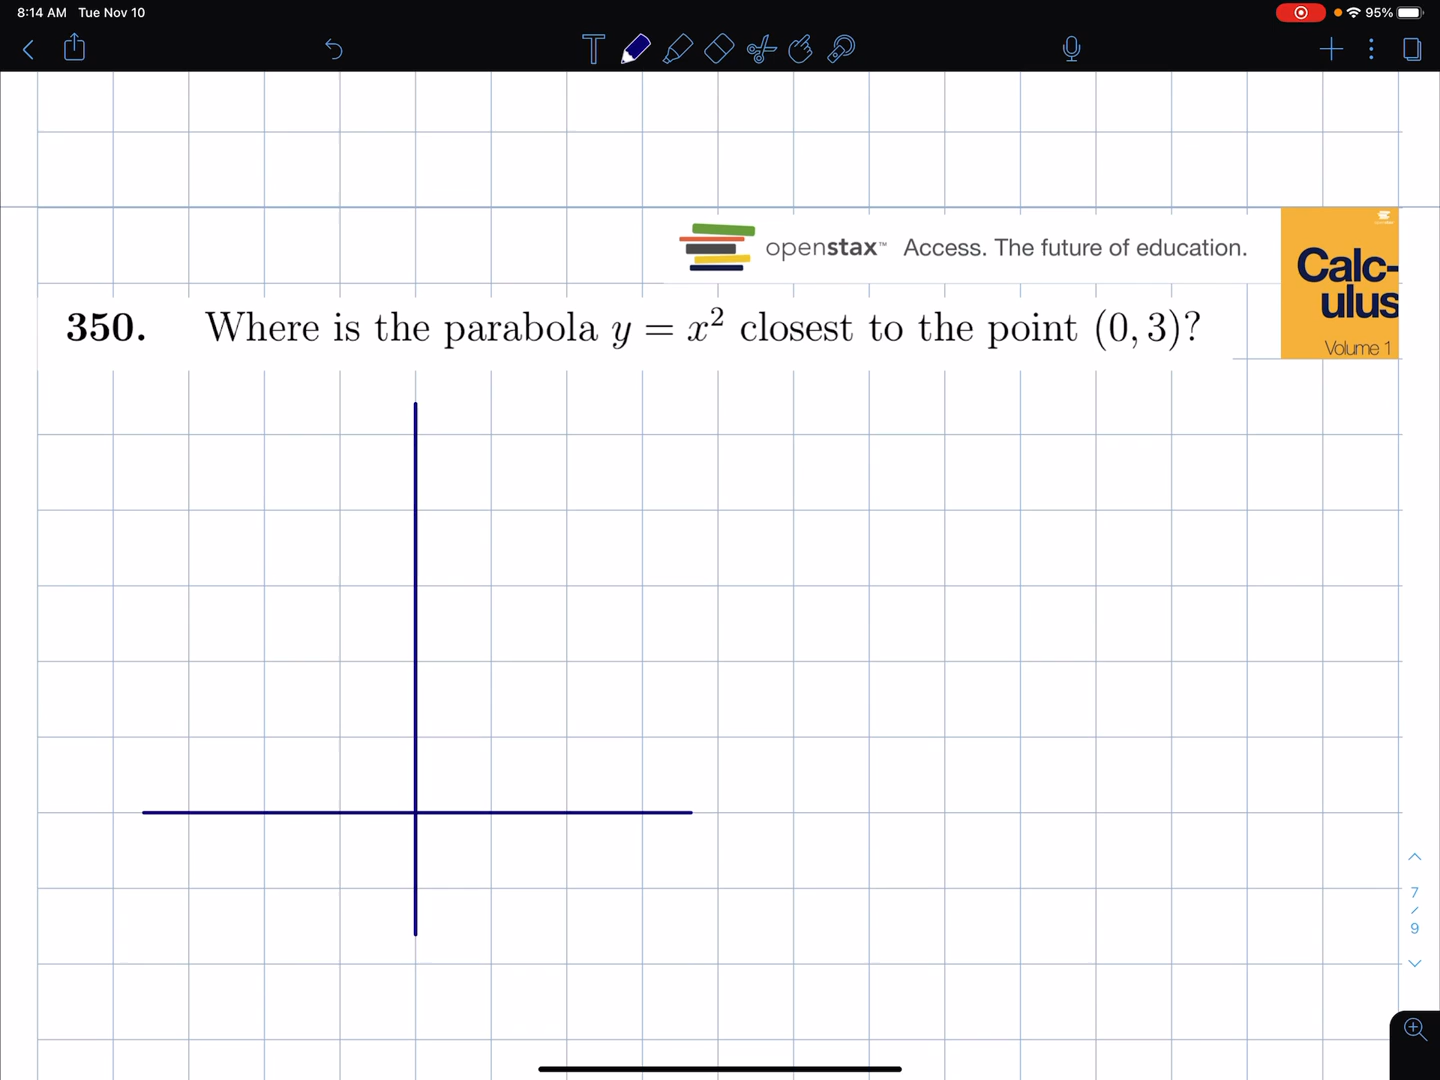 8:14 AM Tue Nov 10
95%
T
openstax™ Access. The future of education.
Calc-
ulus
Volume 1
350. Where is the parabola y = x² closest to the point (0, 3)?
7
/
9